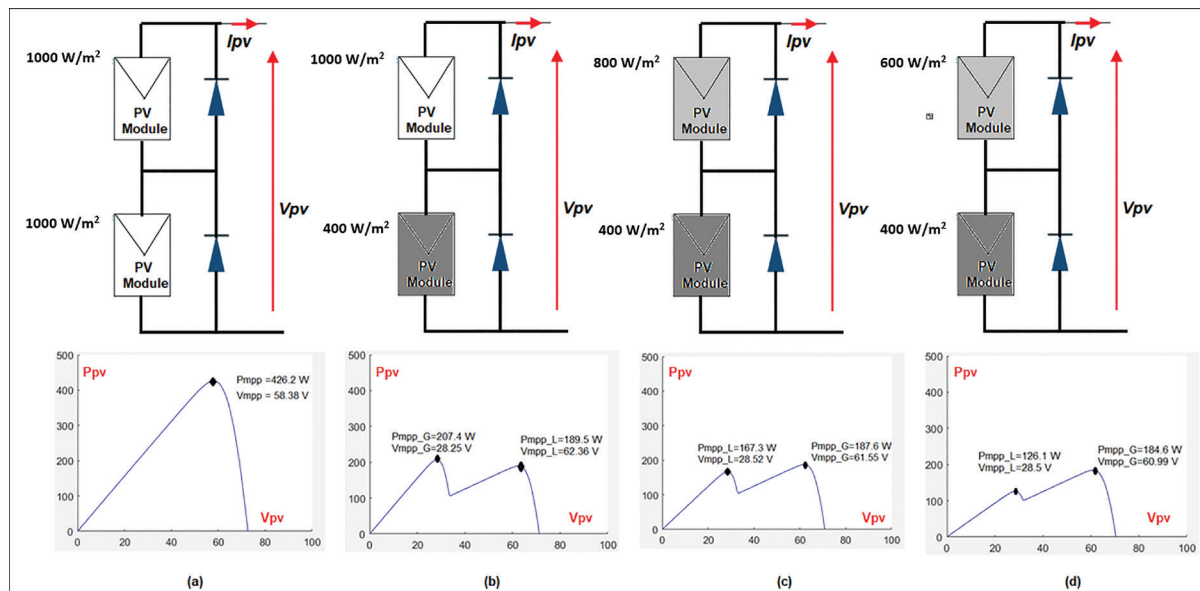 Ipv
1000 W/m²
PV
Module
1000 W/m²
PV
Module
Vpv
Ipv
1000 W/m²
PV
Module
400 W/m²
PV
Module
Vpv
Ipv
800 W/m²
PV
Module
400 W/m²
PV
Module
Vpv
Ipv
600 W/m²
PV
Module
400 W/m²
PV
Module
Vpv
500
400
300
200
100
0
Ppv
Pmpp =426.2 W
Vmpp = 58.38 V
Vpv
0 20 40 60 80 100
(a)
500
400
300
200
100
0
Ppv
Pmpp_G=207.4 W
Vmpp_G=28.25 V
Pmpp_L=189.5 W
Vmpp_L=62.36 V
Vpv
0 20 40 60 80 100
(b)
500
400
300
200
100
0
Ppv
Pmpp_L=167.3 W
Vmpp_L=28.52 V
Pmpp_G=187.6 W
Vmpp_G=61.55 V
Vpv
0 20 40 60 80 100
(c)
500
400
300
200
100
0
Ppv
Pmpp_L=126.1 W
Vmpp_L=28.5 V
Pmpp_G=184.6 W
Vmpp_G=60.99 V
Vpv
0 20 40 60 80 100
(d)